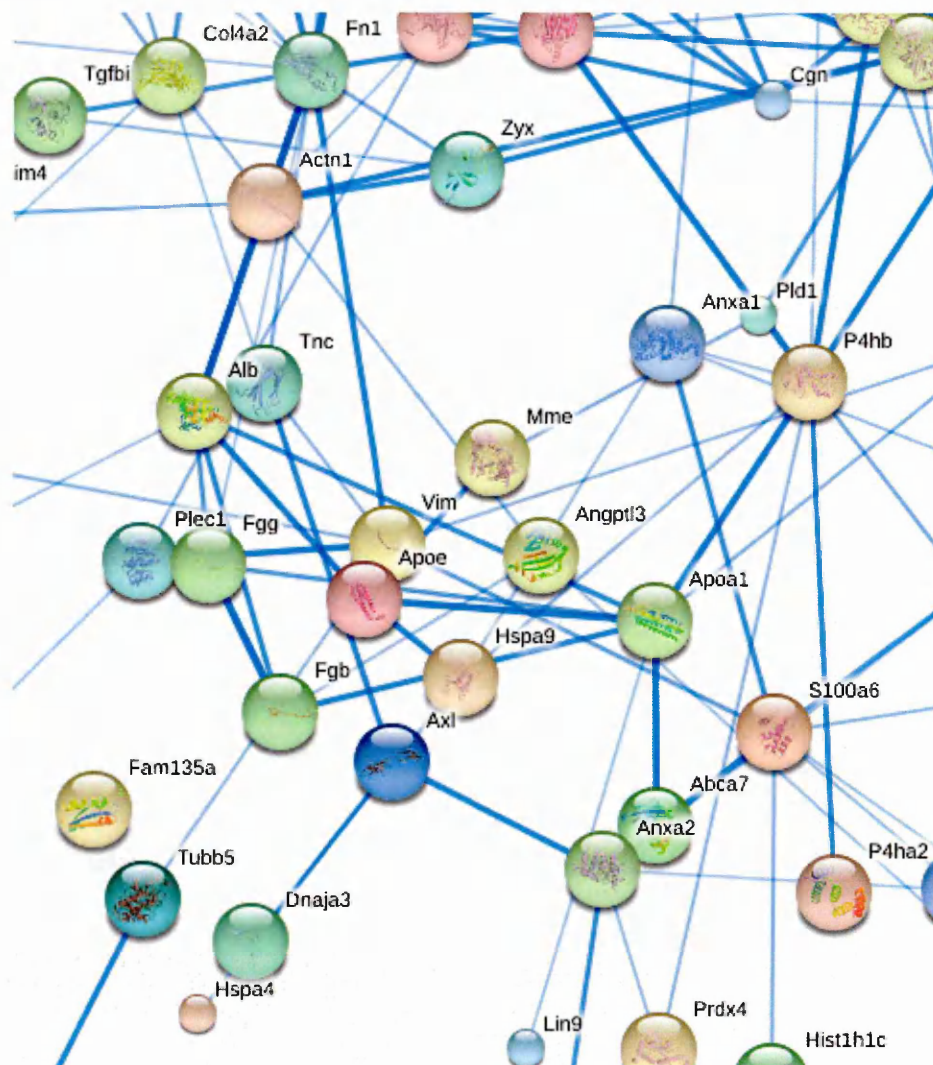 Col4a2
Fn1
Tgfbi
Cgn
Zyx
im4
Actn1
Anxa1
Pld1
P4hb
Tnc
Alb
Mme
Vim
Angptl3
Plec1
Fgg
Apoe
Apoa1
Hspa9
Fgb
S100a6
Axl
Fam135a
Abca7
Anxa2
Tubb5
P4ha2
Dnaja3
Hspa4
Lin9
Prdx4
Hist1h1c